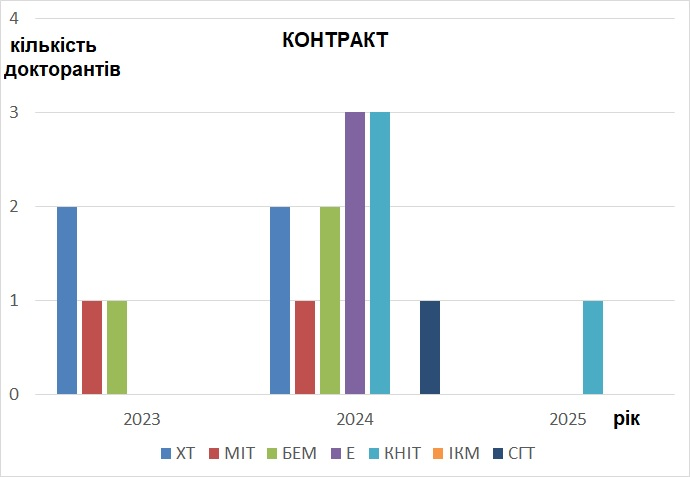 4
КОНТРАКТ
кількість
докторантів
3
2
1
0
2023 2024 2025 рік
ХТ МІТ БЕМ Е КНІТ ІКМ СГТ